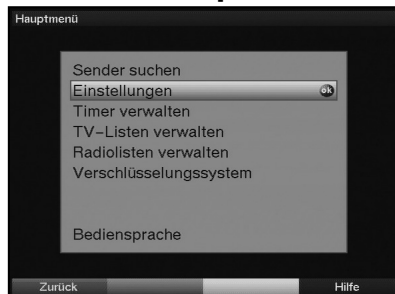 Hauptmenü
Sender suchen
Einstellungen ok
Timer verwalten
TV-Listen verwalten
Radiolisten verwalten
Verschlüsselungssystem
Bediensprache
Zurück Hilfe